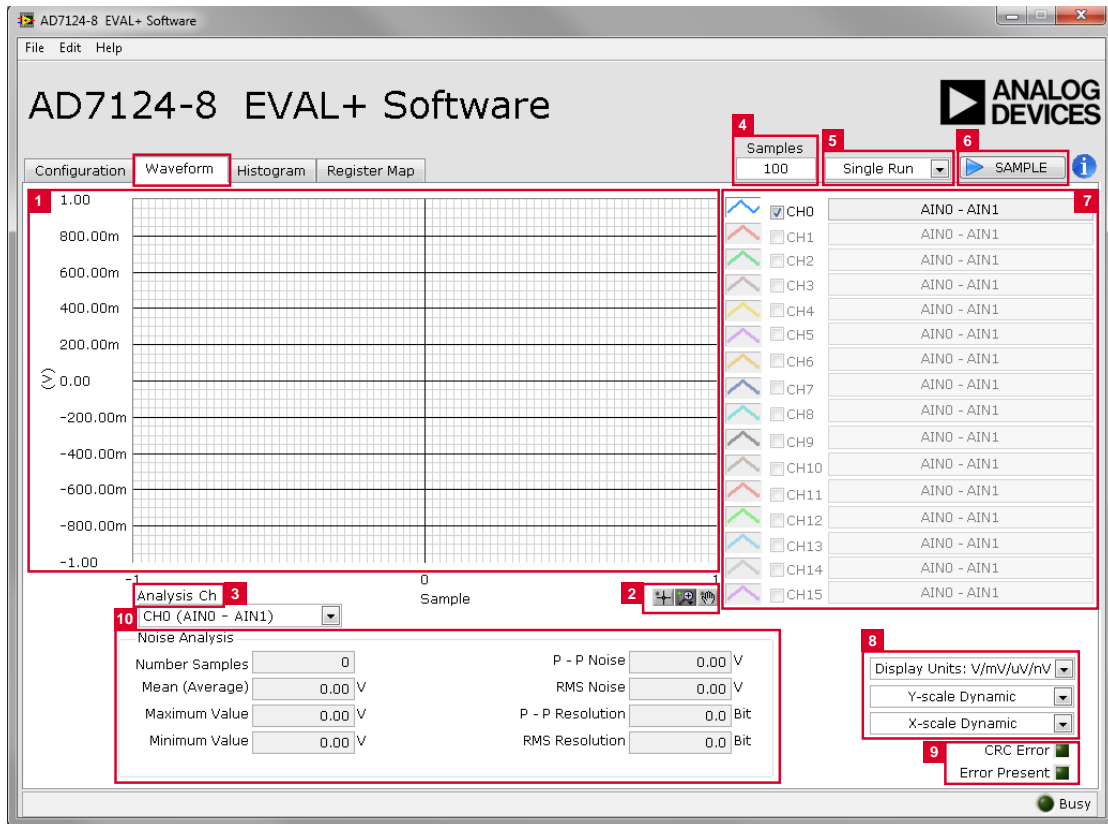 AD7124-8 EVAL+ Software
File Edit Help
AD7124-8 EVAL+ Software
ANALOG
DEVICES
4
Samples
100
5
Single Run
6
SAMPLE
i
Configuration Waveform Histogram Register Map
1
1.00
800.00m
600.00m
400.00m
200.00m
0.00
-200.00m
-400.00m
-600.00m
-800.00m
-1.00
(V)
-1 0 1
Sample
7
CH0 AIN0 - AIN1
CH1 AIN0 - AIN1
CH2 AIN0 - AIN1
CH3 AIN0 - AIN1
CH4 AIN0 - AIN1
CH5 AIN0 - AIN1
CH6 AIN0 - AIN1
CH7 AIN0 - AIN1
CH8 AIN0 - AIN1
CH9 AIN0 - AIN1
CH10 AIN0 - AIN1
CH11 AIN0 - AIN1
CH12 AIN0 - AIN1
CH13 AIN0 - AIN1
CH14 AIN0 - AIN1
CH15 AIN0 - AIN1
2
Analysis Ch 3
CH0 (AIN0 - AIN1)
10
Noise Analysis
Number Samples 0
Mean (Average) 0.00 V
Maximum Value 0.00 V
Minimum Value 0.00 V
P - P Noise 0.00 V
RMS Noise 0.00 V
P - P Resolution 0.0 Bit
RMS Resolution 0.0 Bit
8
Display Units: V/mV/uV/nV
Y-scale Dynamic
X-scale Dynamic
9
CRC Error
Error Present
Busy